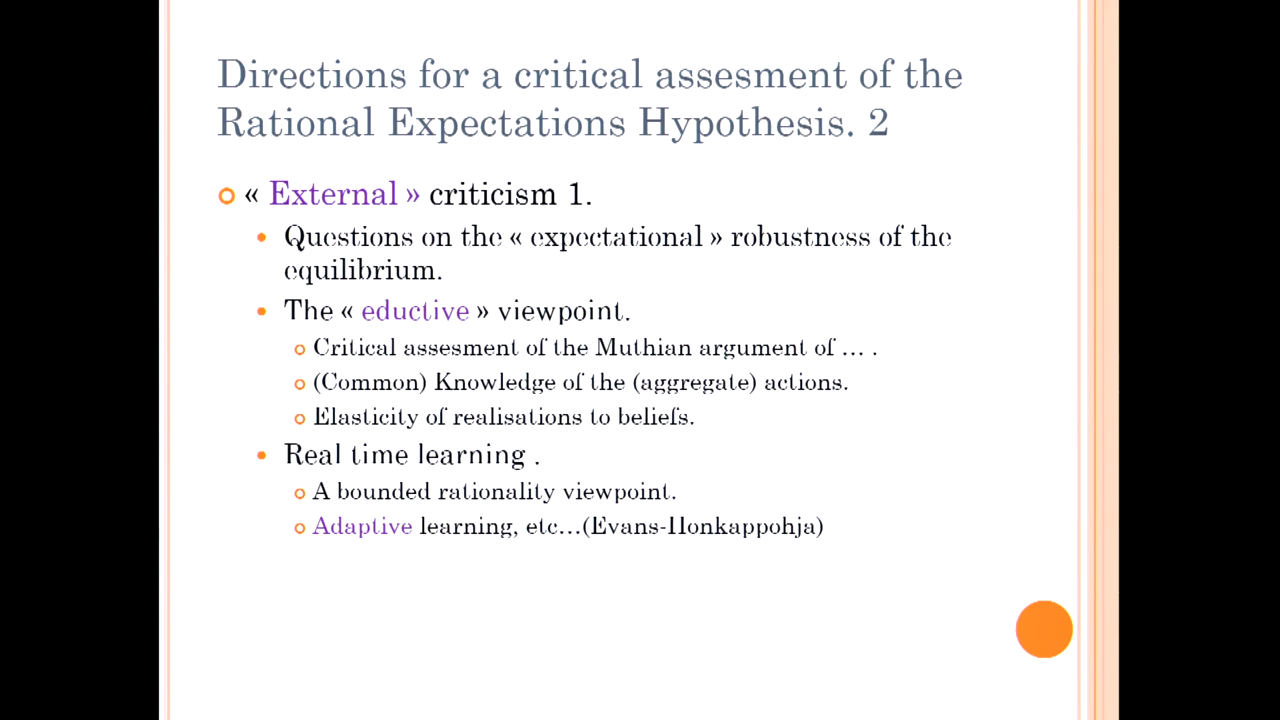 Directions for a critical assesment of the
Rational Expectations Hypothesis. 2
« External » criticism 1.
Questions on the « expectational » robustness of the
equilibrium.
The « eductive » viewpoint.
Critical assesment of the Muthian argument of … .
(Common) Knowledge of the (aggregate) actions.
Elasticity of realisations to beliefs.
Real time learning .
A bounded rationality viewpoint.
Adaptive learning, etc…(Evans-Honkappohja)